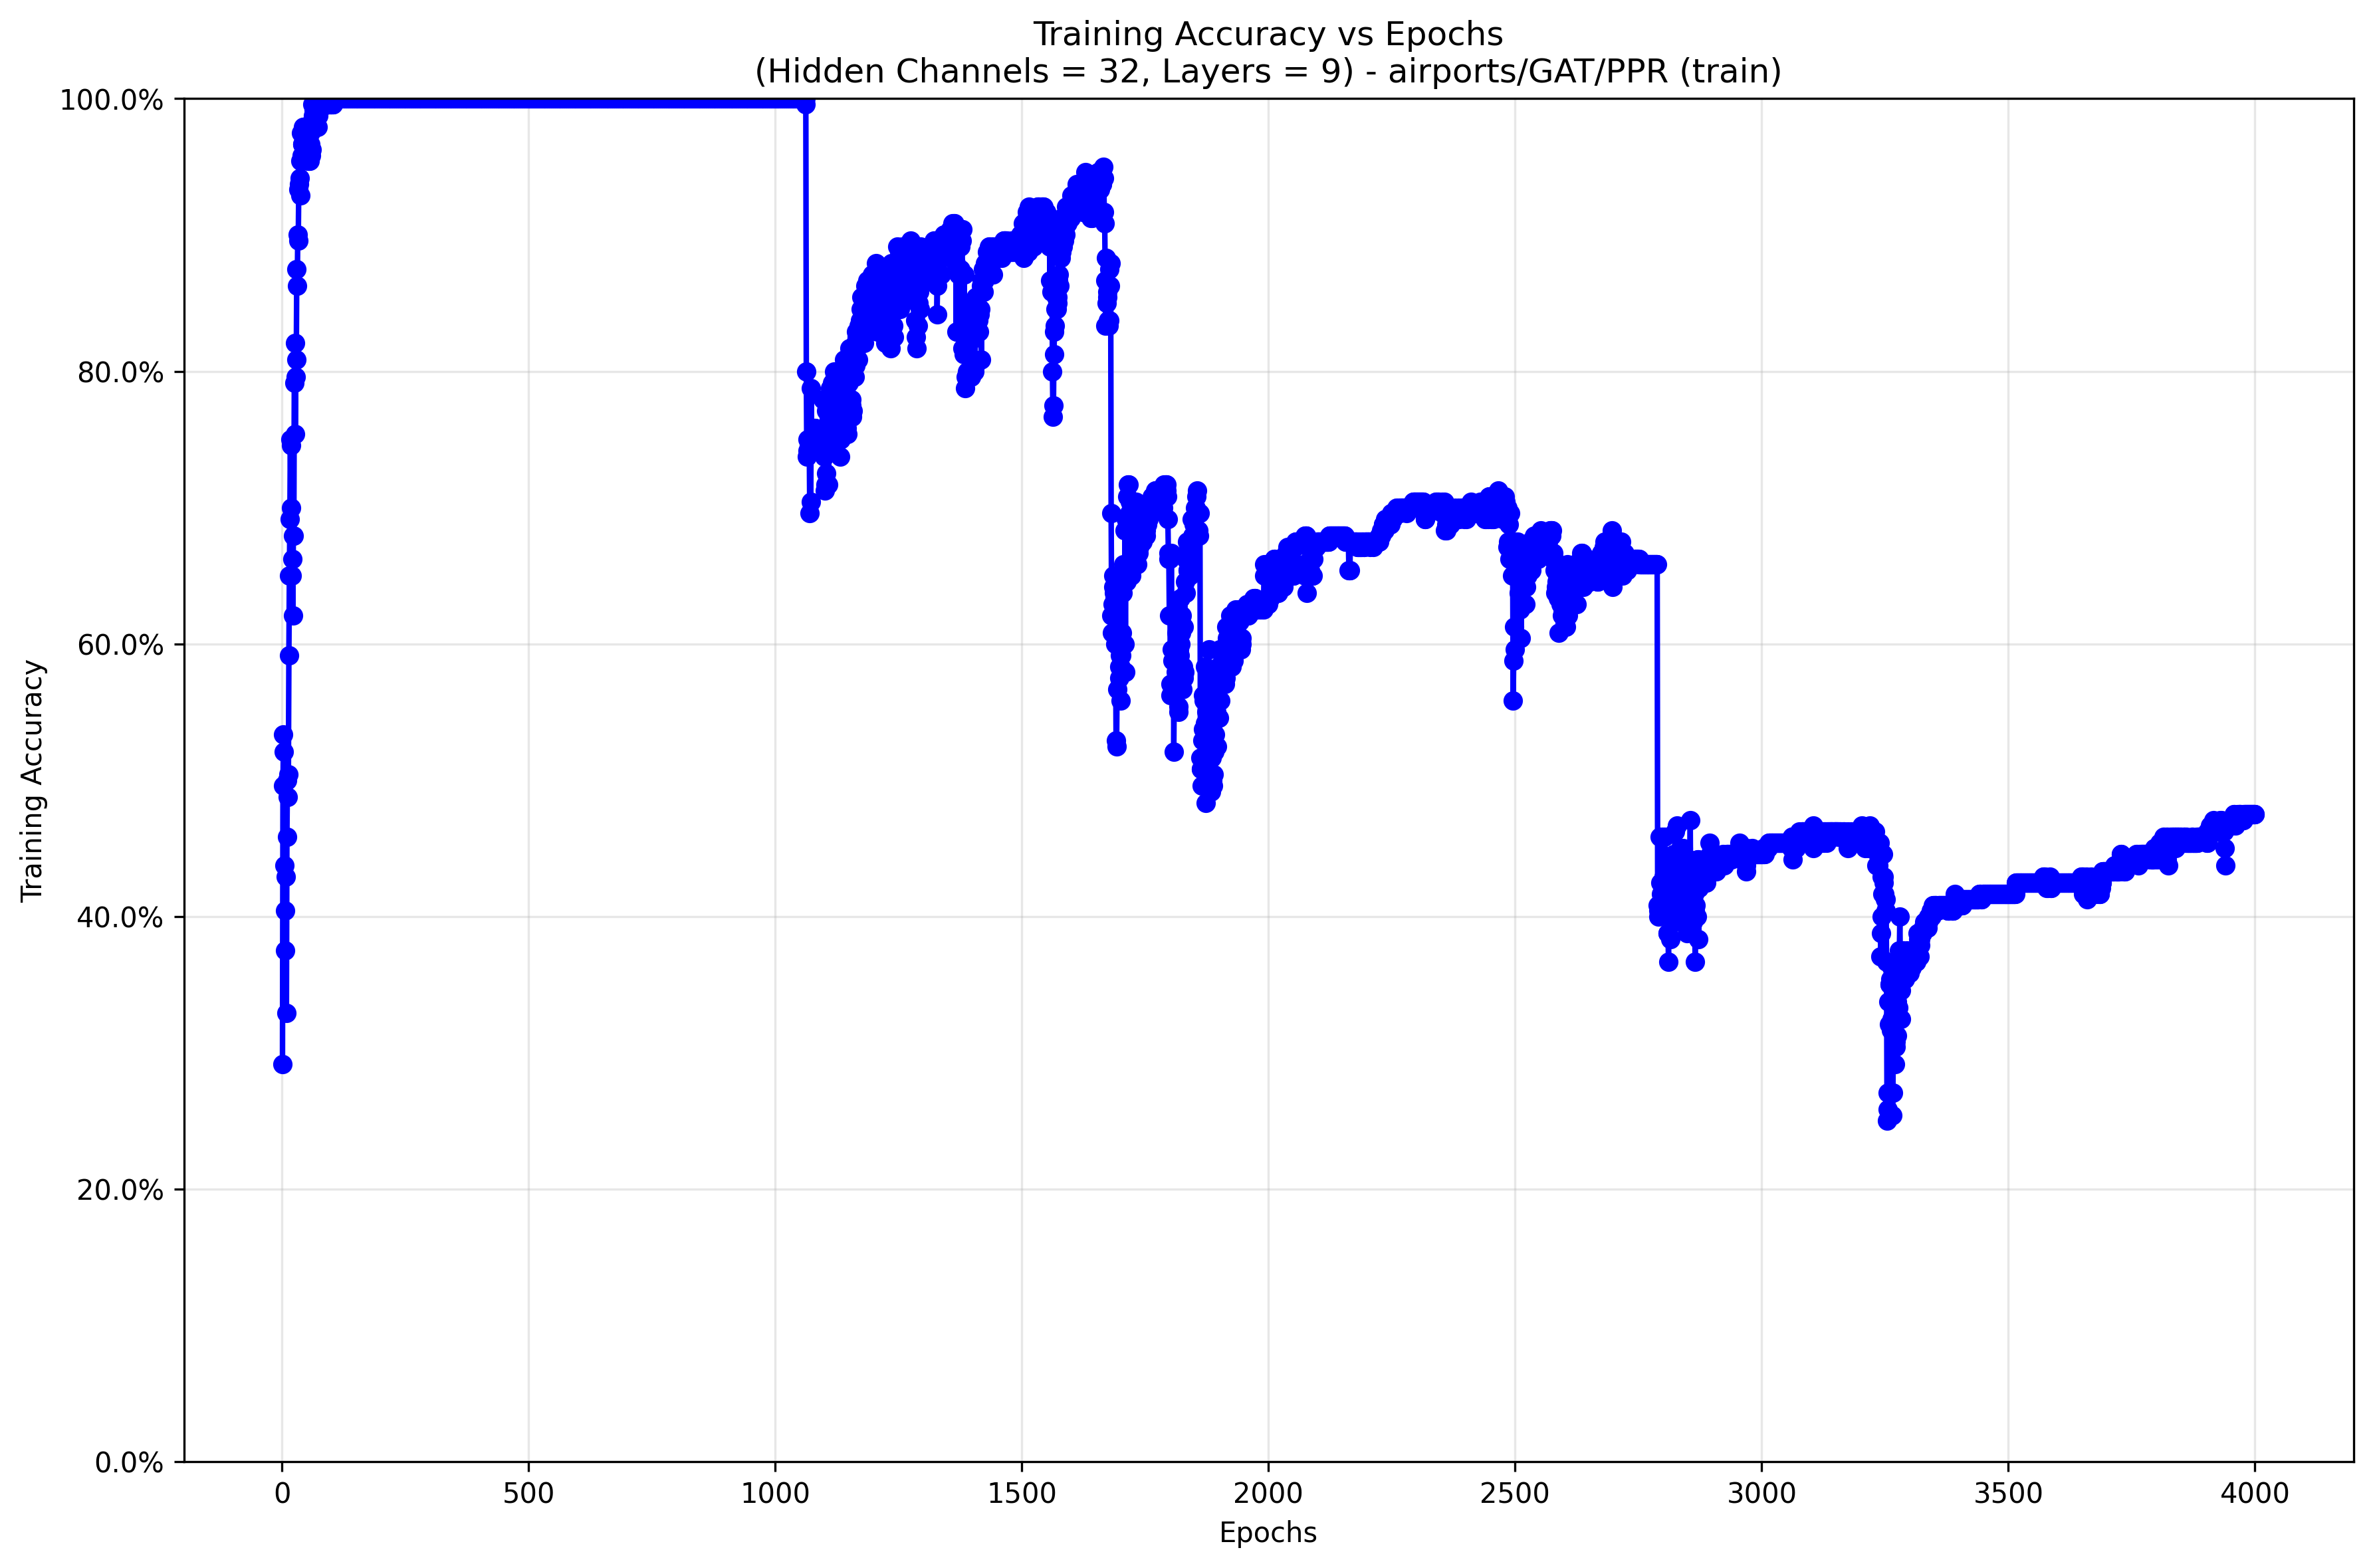 Training Accuracy vs Epochs
(Hidden Channels = 32, Layers = 9) - airports/GAT/PPR (train)
Training Accuracy
100.0%
80.0%
60.0%
40.0%
20.0%
0.0%
0 500 1000 1500 2000 2500 3000 3500 4000
Epochs